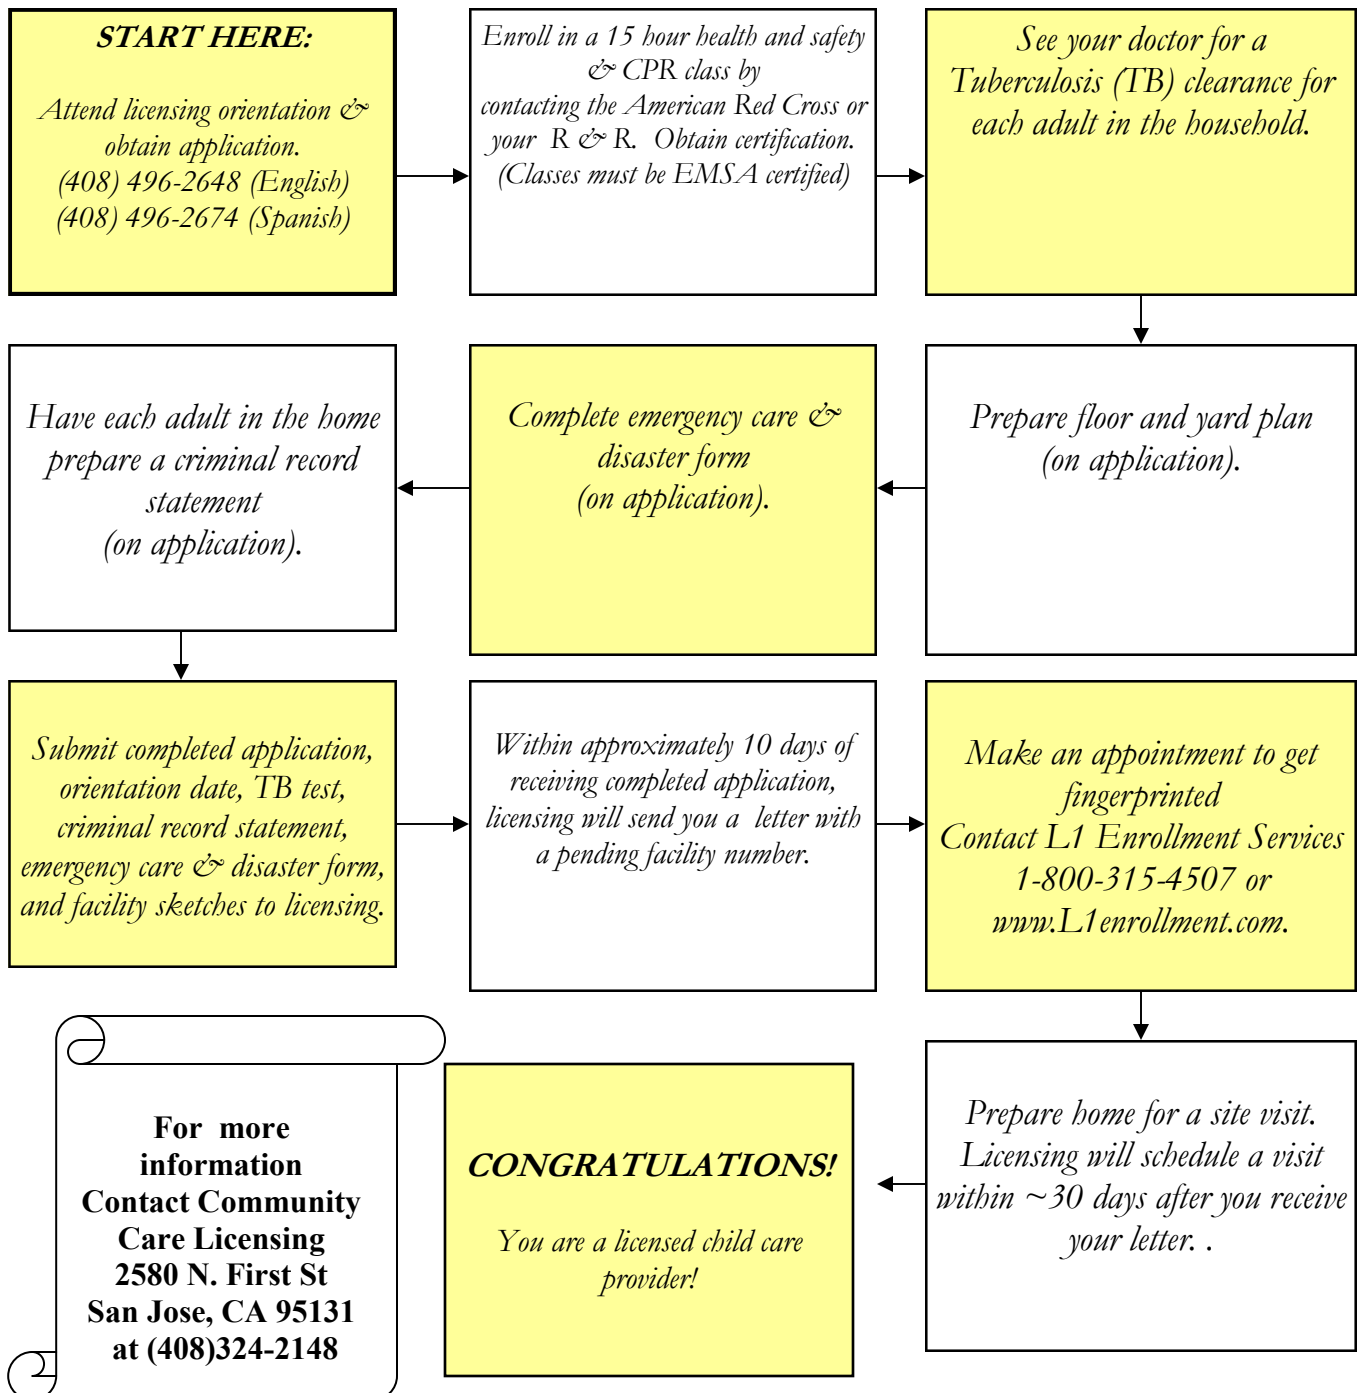 START HERE:
Attend licensing orientation &
obtain application.
(408) 496-2648 (English)
(408) 496-2674 (Spanish)
Enroll in a 15 hour health and safety
& CPR class by
contacting the American Red Cross or
your R & R. Obtain certification.
(Classes must be EMSA certified)
See your doctor for a
Tuberculosis (TB) clearance for
each adult in the household.
Prepare floor and yard plan
(on application).
Complete emergency care &
disaster form
(on application).
Have each adult in the home
prepare a criminal record
statement
(on application).
Submit completed application,
orientation date, TB test,
criminal record statement,
emergency care & disaster form,
and facility sketches to licensing.
Within approximately 10 days of
receiving completed application,
licensing will send you a letter with
a pending facility number.
Make an appointment to get
fingerprinted
Contact L1 Enrollment Services
1-800-315-4507 or
www.L1enrollment.com.
Prepare home for a site visit.
Licensing will schedule a visit
within ~30 days after you receive
your letter. .
CONGRATULATIONS!
You are a licensed child care
provider!
For more
information
Contact Community
Care Licensing
2580 N. First St
San Jose, CA 95131
at (408)324-2148